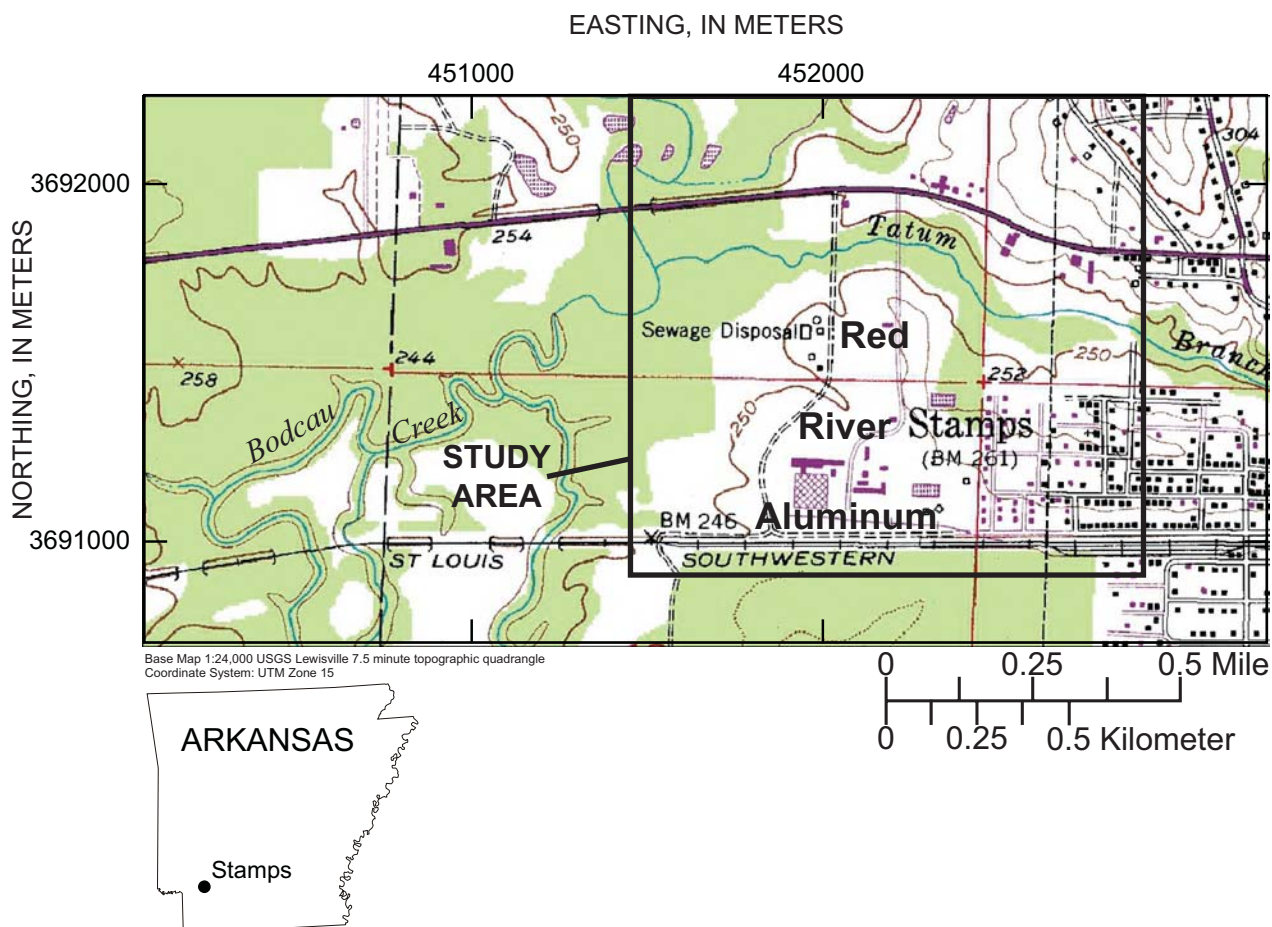 EASTING, IN METERS
451000 452000
NORTHING, IN METERS
3692000
3691000
250
304
254
Tatum
Sewage Disposal
Red
244
258
250
Branch
252
250
Bodcau
Creek
River
Stamps
(BM 261)
STUDY
AREA
BM 246
Aluminum
ST LOUIS
SOUTHWESTERN
Base Map 1:24,000 USGS Lewisville 7.5 minute topographic quadrangle
Coordinate System: UTM Zone 15
0 0.25 0.5 Mile
0 0.25 0.5 Kilometer
ARKANSAS
Stamps